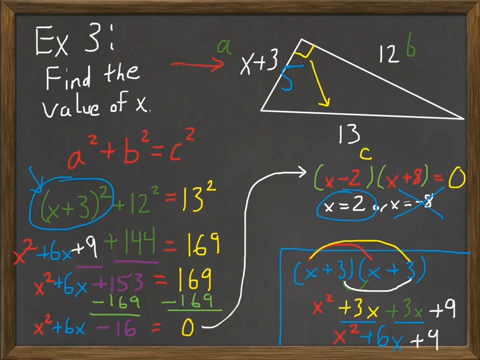 Ex 3:
Find the
value of x.
a
x+3
5
12 b
13
c
a² + b² = c²
(x+3)² + 12² = 13²
x² + 6x + 9 + 144 = 169
x² + 6x + 153 = 169
-169 -169
x² + 6x - 16 = 0
(x-2)(x+8) = 0
x = 2 or x = -8
(x+3)(x+3)
x² + 3x + 3x + 9
x² + 6x + 9